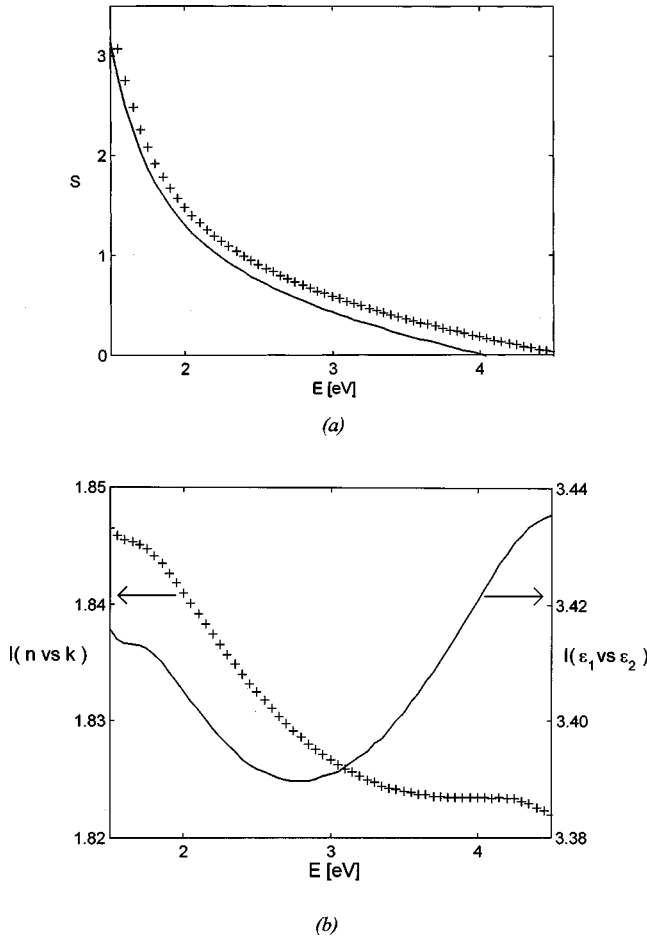 3
2
S
1
0
2 3 4
E [eV]
(a)
1.85 3.44
1.84 3.42
I( n vs k ) I( ε₁ vs ε₂ )
1.83 3.40
1.82 3.38
2 3 4
E [eV]
(b)